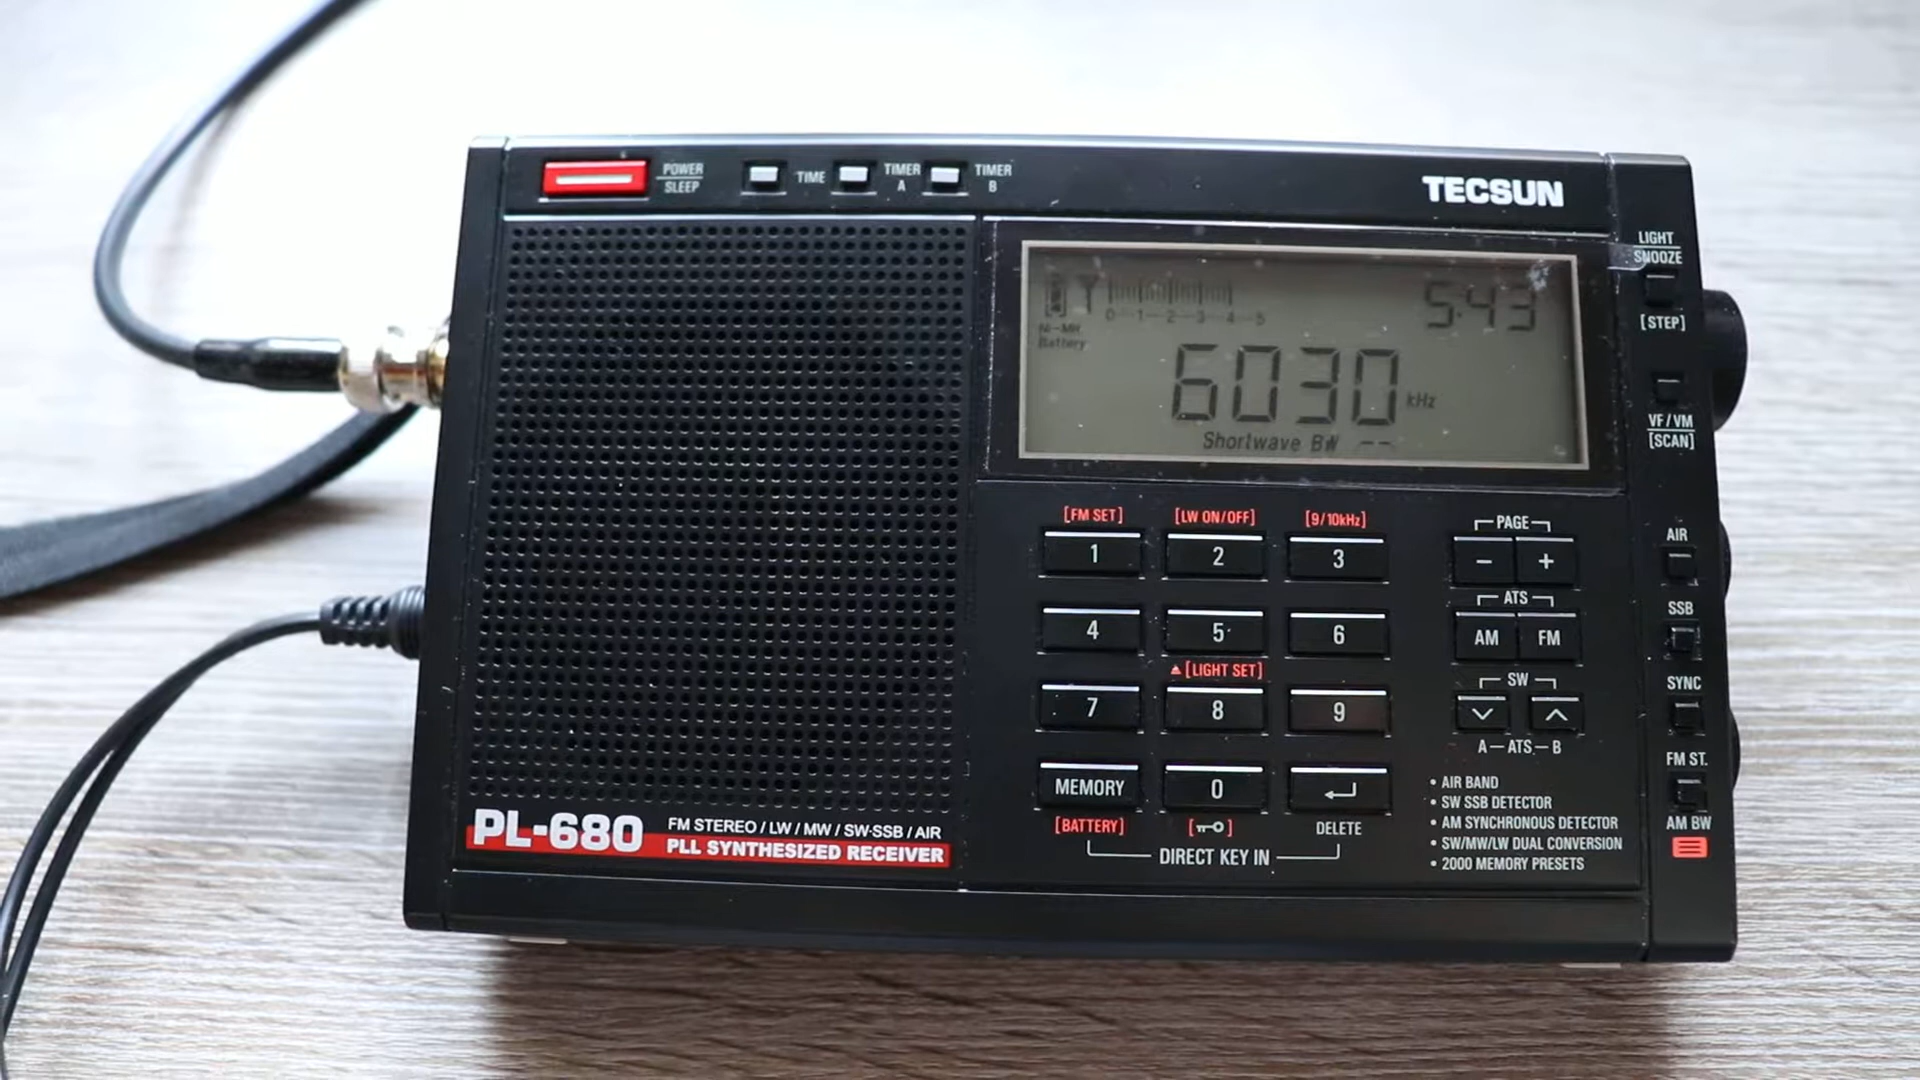 POWER
SLEEP
TIME
TIMER
A
TIMER
B
TECSUN
LIGHT
SNOOZE
[STEP]
VF/VM
[SCAN]
0-1-2-3-4-5
5:43
Ni-MH
Battery
6030 kHz
Shortwave BW --
[FM SET] [LW ON/OFF] [9/10kHz]
1 2 3
4 5 6
[LIGHT SET]
7 8 9
MEMORY 0
[BATTERY] DELETE
DIRECT KEY IN
PAGE
- +
ATS
AM FM
SW
A-ATS-B
AIR
SSB
SYNC
FM ST.
AM BW
• AIR BAND
• SW SSB DETECTOR
• AM SYNCHRONOUS DETECTOR
• SW/MW/LW DUAL CONVERSION
• 2000 MEMORY PRESETS
PL-680
FM STEREO / LW / MW / SW-SSB / AIR
PLL SYNTHESIZED RECEIVER